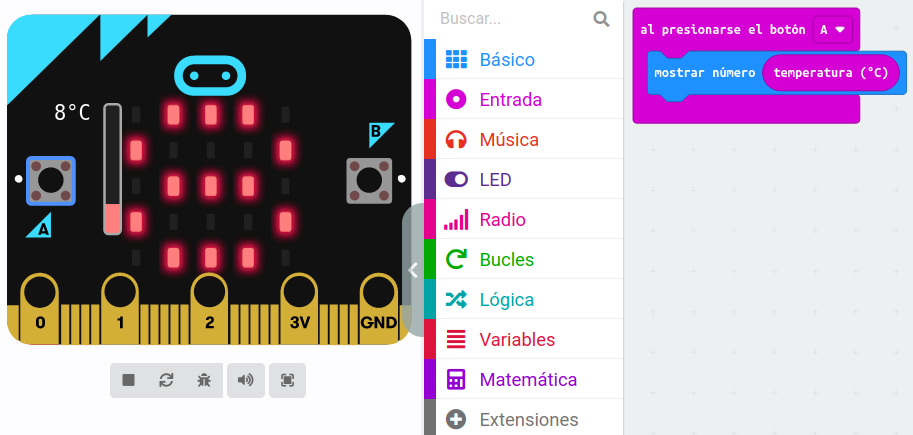 8°C
B
A
0 1 2 3V GND
Buscar...
Básico
Entrada
Música
LED
Radio
Bucles
Lógica
Variables
Matemática
Extensiones
al presionarse el botón A
mostrar número temperatura (°C)